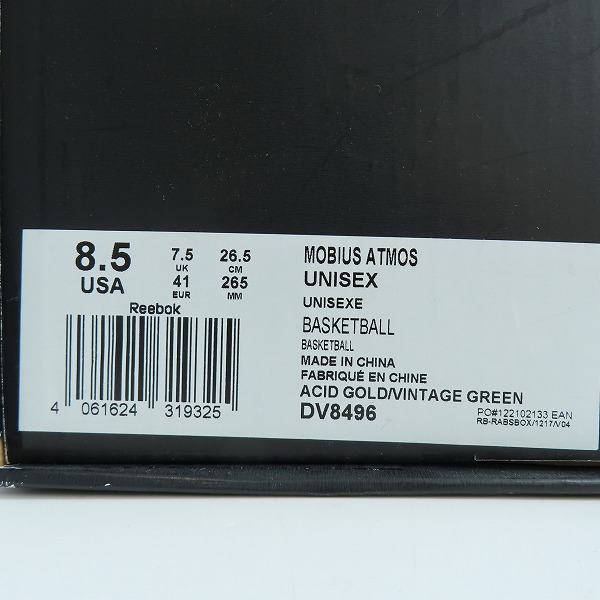 8.5
USA
7.5
UK
41
EUR
26.5
CM
265
MM
Reebok
4 061624 319325
MOBIUS ATMOS
UNISEX
UNISEXE
BASKETBALL
BASKETBALL
MADE IN CHINA
FABRIQUÉ EN CHINE
ACID GOLD/VINTAGE GREEN
DV8496
PO#122102133 EAN
RB-RABSBOX/1217/V04